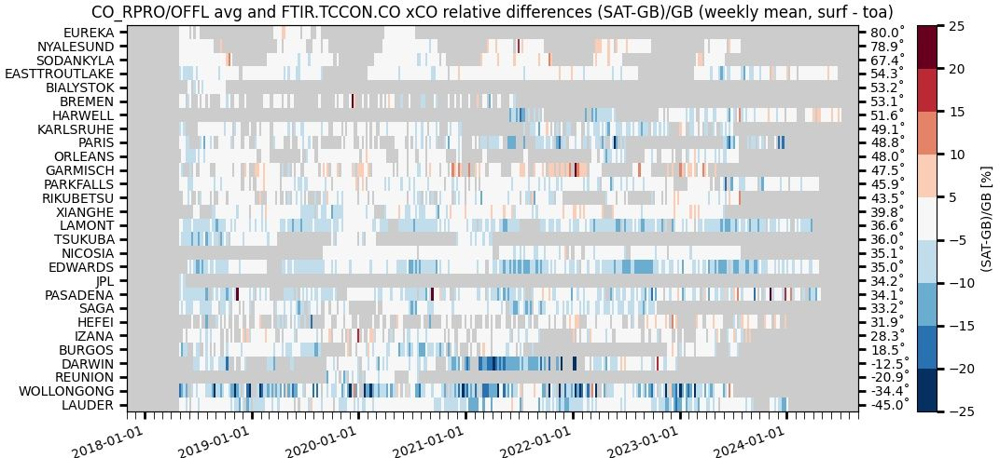 CO_RPRO/OFFL avg and FTIR.TCCON.CO xCO relative differences (SAT-GB)/GB (weekly mean, surf - toa)
EUREKA 80.0°
NYALESUND 78.9°
SODANKYLA 67.4°
EASTTROUTLAKE 54.3°
BIALYSTOK 53.2°
BREMEN 53.1°
HARWELL 51.6°
KARLSRUHE 49.1°
PARIS 48.8°
ORLEANS 48.0°
GARMISCH 47.5°
PARKFALLS 45.9°
RIKUBETSU 43.5°
XIANGHE 39.8°
LAMONT 36.6°
TSUKUBA 36.0°
NICOSIA 35.1°
EDWARDS 35.0°
JPL 34.2°
PASADENA 34.1°
SAGA 33.2°
HEFEI 31.9°
IZANA 28.3°
BURGOS 18.5°
DARWIN -12.5°
REUNION -20.9°
WOLLONGONG -34.4°
LAUDER -45.0°
2018-01-01 2019-01-01 2020-01-01 2021-01-01 2022-01-01 2023-01-01 2024-01-01
25
20
15
10
5
−5
−10
−15
−20
−25
(SAT-GB)/GB [%]